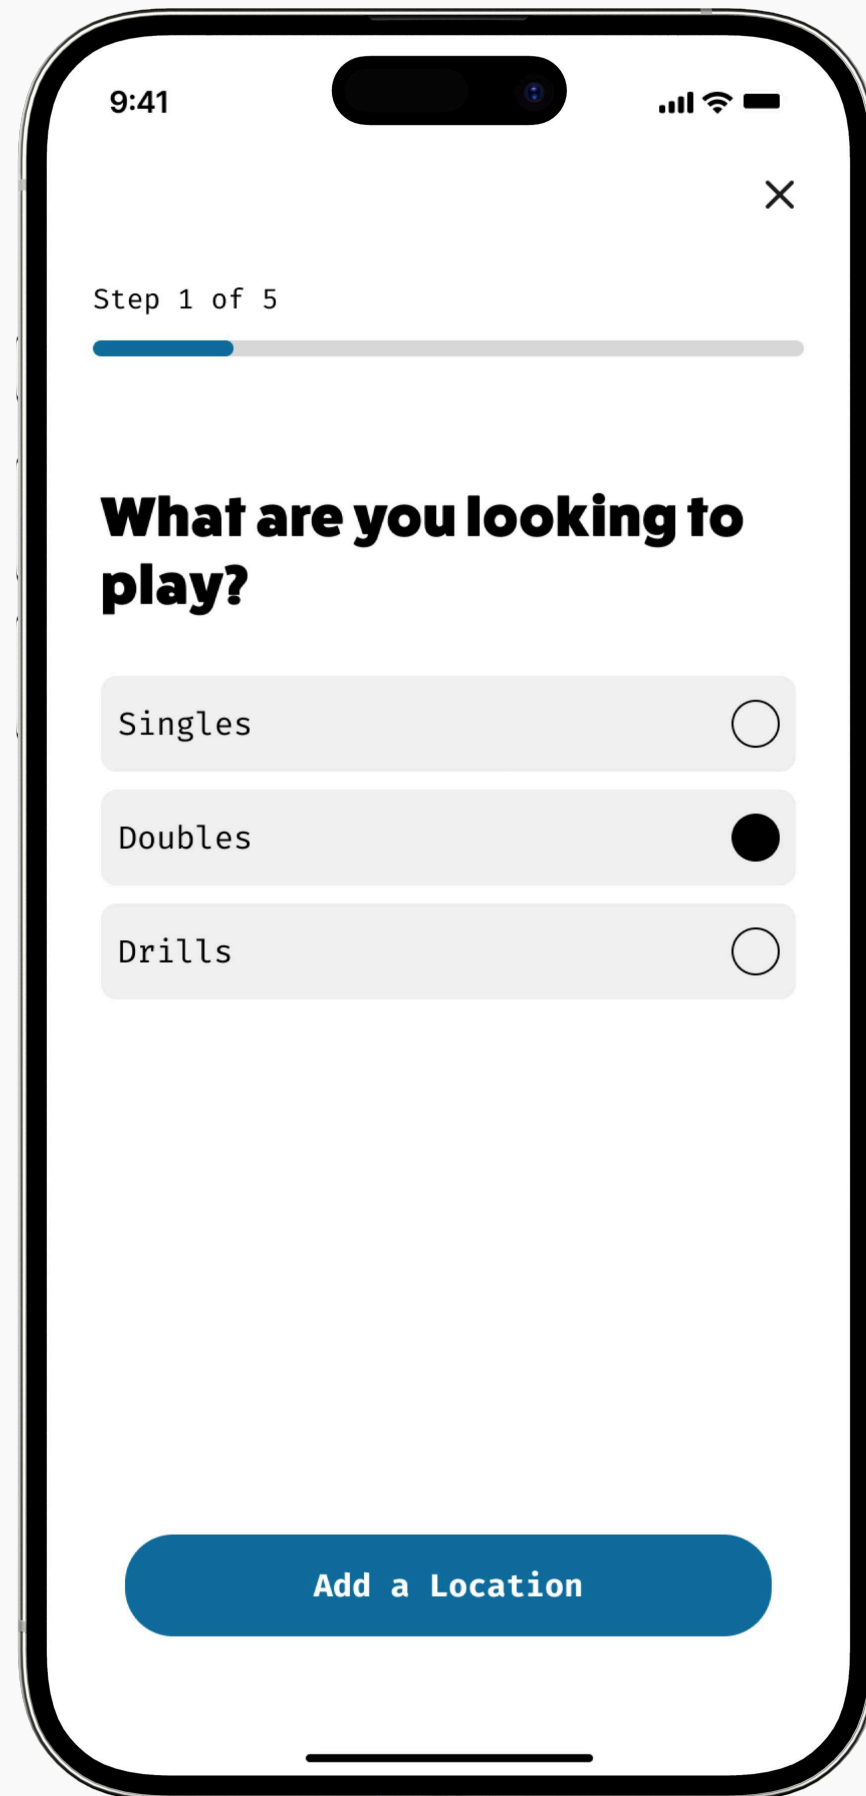 9:41
Step 1 of 5
What are you looking to
play?
Singles
Doubles
Drills
Add a Location